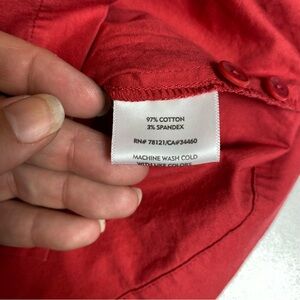 97% COTTON
3% SPANDEX
RN# 78121/CA#34460
MACHINE WASH COLD
WITH LIKE COLORS